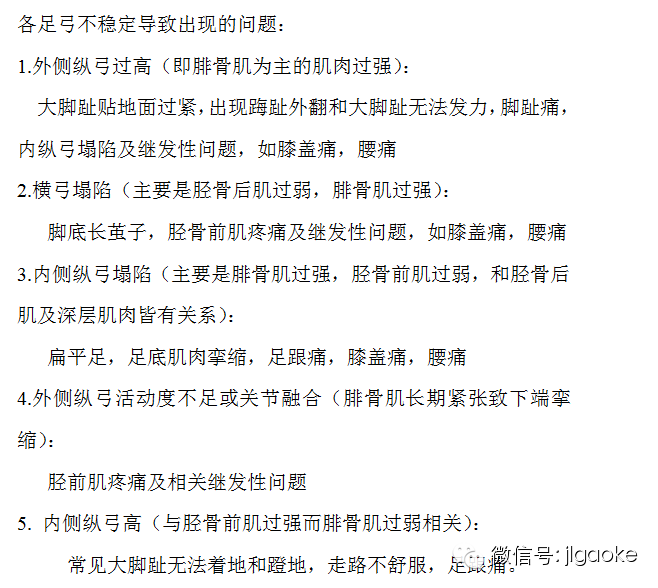 各足弓不稳定导致出现的问题：
1.外侧纵弓过高（即腓骨肌为主的肌肉过强）：
大脚趾贴地面过紧，出现踇趾外翻和大脚趾无法发力，脚趾痛，
内纵弓塌陷及继发性问题，如膝盖痛，腰痛
2.横弓塌陷（主要是胫骨后肌过弱，腓骨肌过强）：
脚底长茧子，胫骨前肌疼痛及继发性问题，如膝盖痛，腰痛
3.内侧纵弓塌陷（主要是腓骨肌过强，胫骨前肌过弱，和胫骨后
肌及深层肌肉皆有关系）：
扁平足，足底肌肉挛缩，足跟痛，膝盖痛，腰痛
4.外侧纵弓活动度不足或关节融合（腓骨肌长期紧张致下端挛
缩）：
胫前肌疼痛及相关继发性问题
5. 内侧纵弓高（与胫骨前肌过强而腓骨肌过弱相关）：
常见大脚趾无法着地和蹬地，走路不舒服，足跟痛。
微信号: jlgaoke